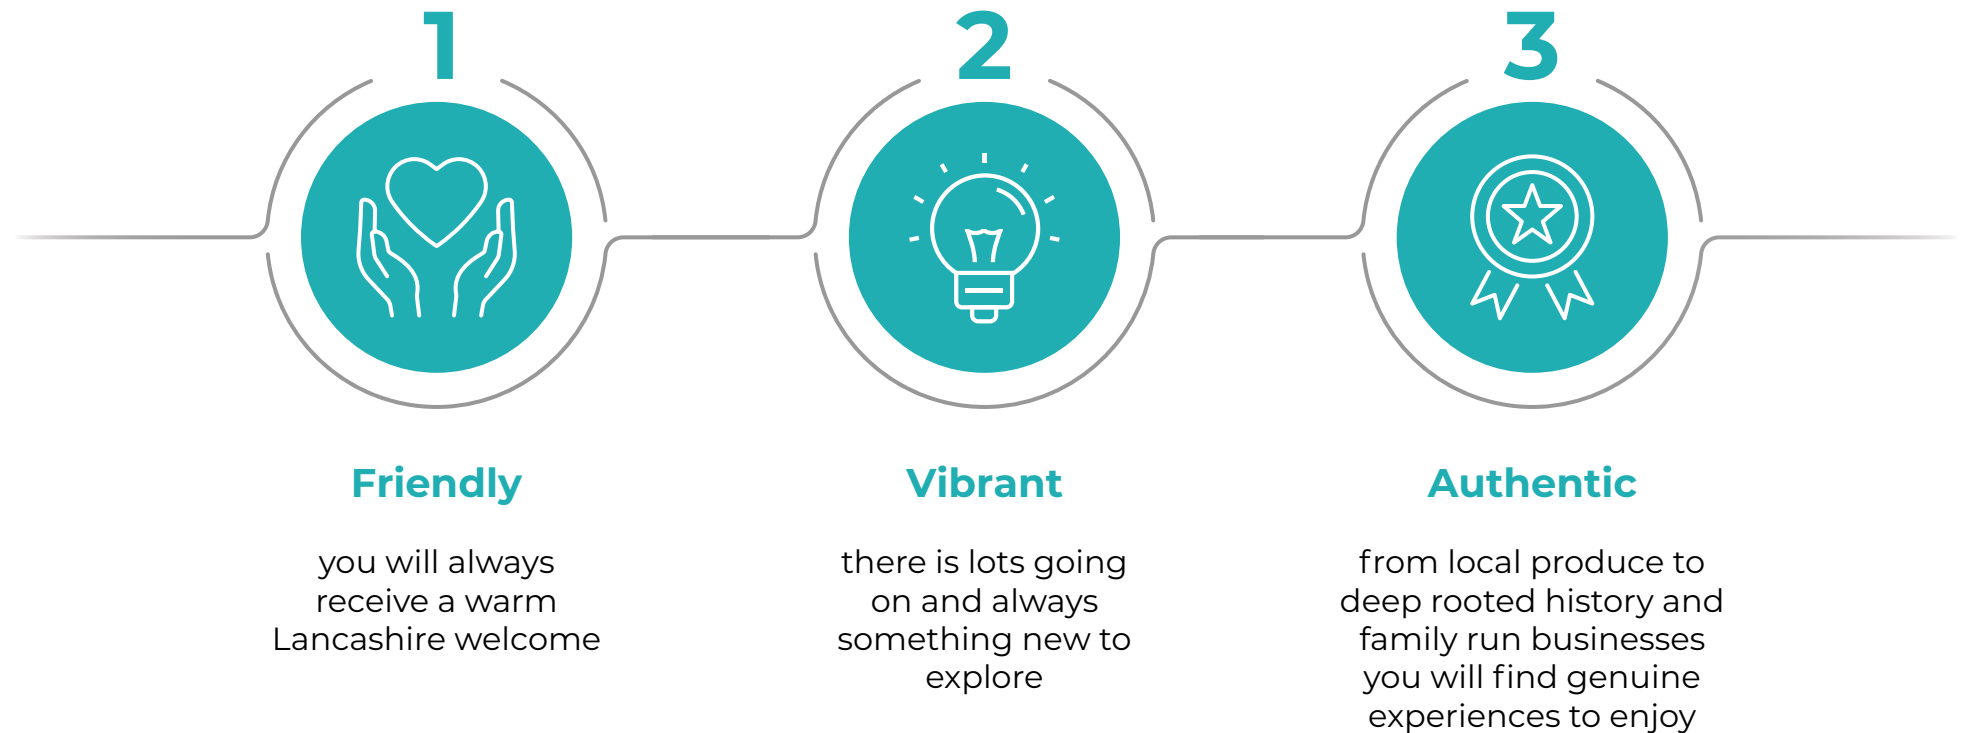 1
2
3
Friendly
you will always
receive a warm
Lancashire welcome
Vibrant
there is lots going
on and always
something new to
explore
Authentic
from local produce to
deep rooted history and
family run businesses
you will find genuine
experiences to enjoy